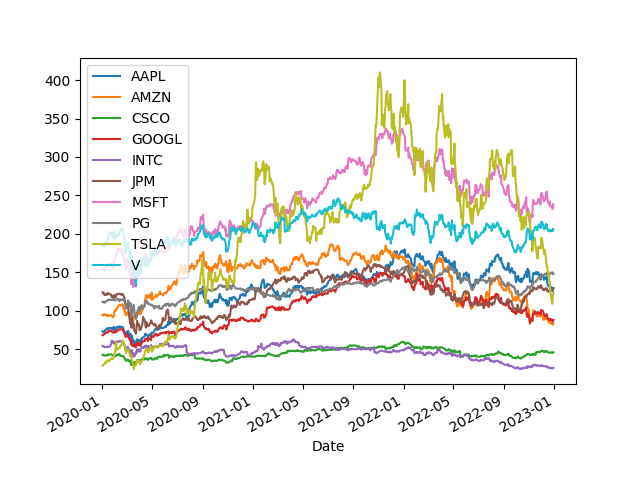 400
350
300
250
200
150
100
50
AAPL
AMZN
CSCO
GOOGL
INTC
JPM
MSFT
PG
TSLA
V
2020-01
2020-05
2020-09
2021-01
2021-05
2021-09
2022-01
2022-05
2022-09
2023-01
Date